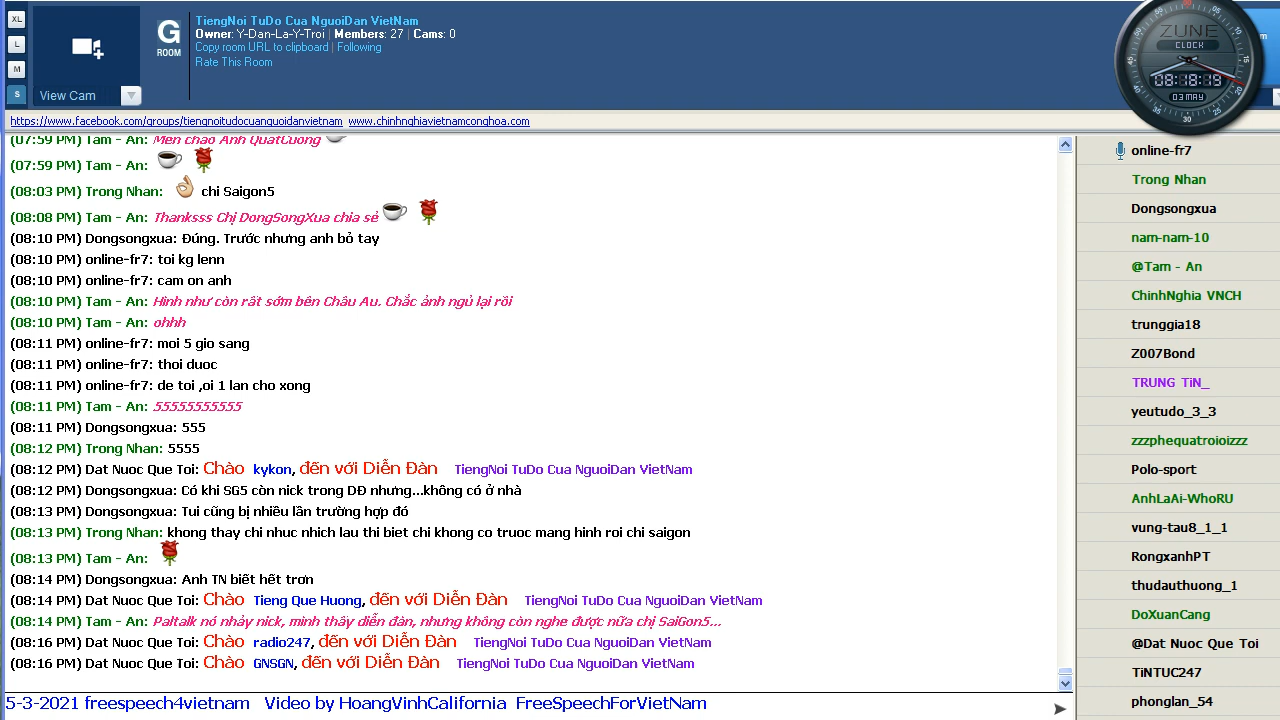 XL
L
M
S
View Cam
G
ROOM
TiengNoi TuDo Cua NguoiDan VietNam
Owner: Y-Dan-La-Y-Troi | Members: 27 | Cams: 0
Copy room URL to clipboard | Following
Rate This Room
ZUNE
CLOCK
08:18:19
03 MAY
https://www.facebook.com/groups/tiengnoitudocuanguoidanvietnam www.chinhnghiavietnamconghoa.com
(07:59 PM) Tam - An: Mến chào Anh QuatCuong
(07:59 PM) Tam - An:
(08:03 PM) Trong Nhan: chi Saigon5
(08:08 PM) Tam - An: Thanksss Chị DongSongXua chia sẻ
(08:10 PM) Dongsongxua: Đúng. Trước nhưng anh bỏ tay
(08:10 PM) online-fr7: toi kg lenn
(08:10 PM) online-fr7: cam on anh
(08:10 PM) Tam - An: Hình như còn rất sớm bên Châu Au. Chắc ảnh ngủ lại rồi
(08:10 PM) Tam - An: ohhh
(08:11 PM) online-fr7: moi 5 gio sang
(08:11 PM) online-fr7: thoi duoc
(08:11 PM) online-fr7: de toi ,oi 1 lan cho xong
(08:11 PM) Tam - An: 55555555555
(08:11 PM) Dongsongxua: 555
(08:12 PM) Trong Nhan: 5555
(08:12 PM) Dat Nuoc Que Toi: Chào kykon, đến với Diễn Đàn TiengNoi TuDo Cua NguoiDan VietNam
(08:12 PM) Dongsongxua: Có khi SG5 còn nick trong DĐ nhưng...không có ở nhà
(08:13 PM) Dongsongxua: Tui cũng bị nhiều lần trường hợp đó
(08:13 PM) Trong Nhan: khong thay chi nhuc nhich lau thi biet chi khong co truoc mang hinh roi chi saigon
(08:13 PM) Tam - An:
(08:14 PM) Dongsongxua: Anh TN biết hết trơn
(08:14 PM) Dat Nuoc Que Toi: Chào Tieng Que Huong, đến với Diễn Đàn TiengNoi TuDo Cua NguoiDan VietNam
(08:14 PM) Tam - An: Paltalk nó nhảy nick, mình thấy diễn đàn, nhưng không còn nghe được nữa chị SaiGon5...
(08:16 PM) Dat Nuoc Que Toi: Chào radio247, đến với Diễn Đàn TiengNoi TuDo Cua NguoiDan VietNam
(08:16 PM) Dat Nuoc Que Toi: Chào GNSGN, đến với Diễn Đàn TiengNoi TuDo Cua NguoiDan VietNam
5-3-2021 freespeech4vietnam Video by HoangVinhCalifornia FreeSpeechForVietNam
online-fr7
Trong Nhan
Dongsongxua
nam-nam-10
@Tam - An
ChinhNghia VNCH
trunggia18
Z007Bond
TRUNG TiN_
yeutudo_3_3
zzzphequatroioizzz
Polo-sport
AnhLaAi-WhoRU
vung-tau8_1_1
RongxanhPT
thudauthuong_1
DoXuanCang
@Dat Nuoc Que Toi
TiNTUC247
phonglan_54